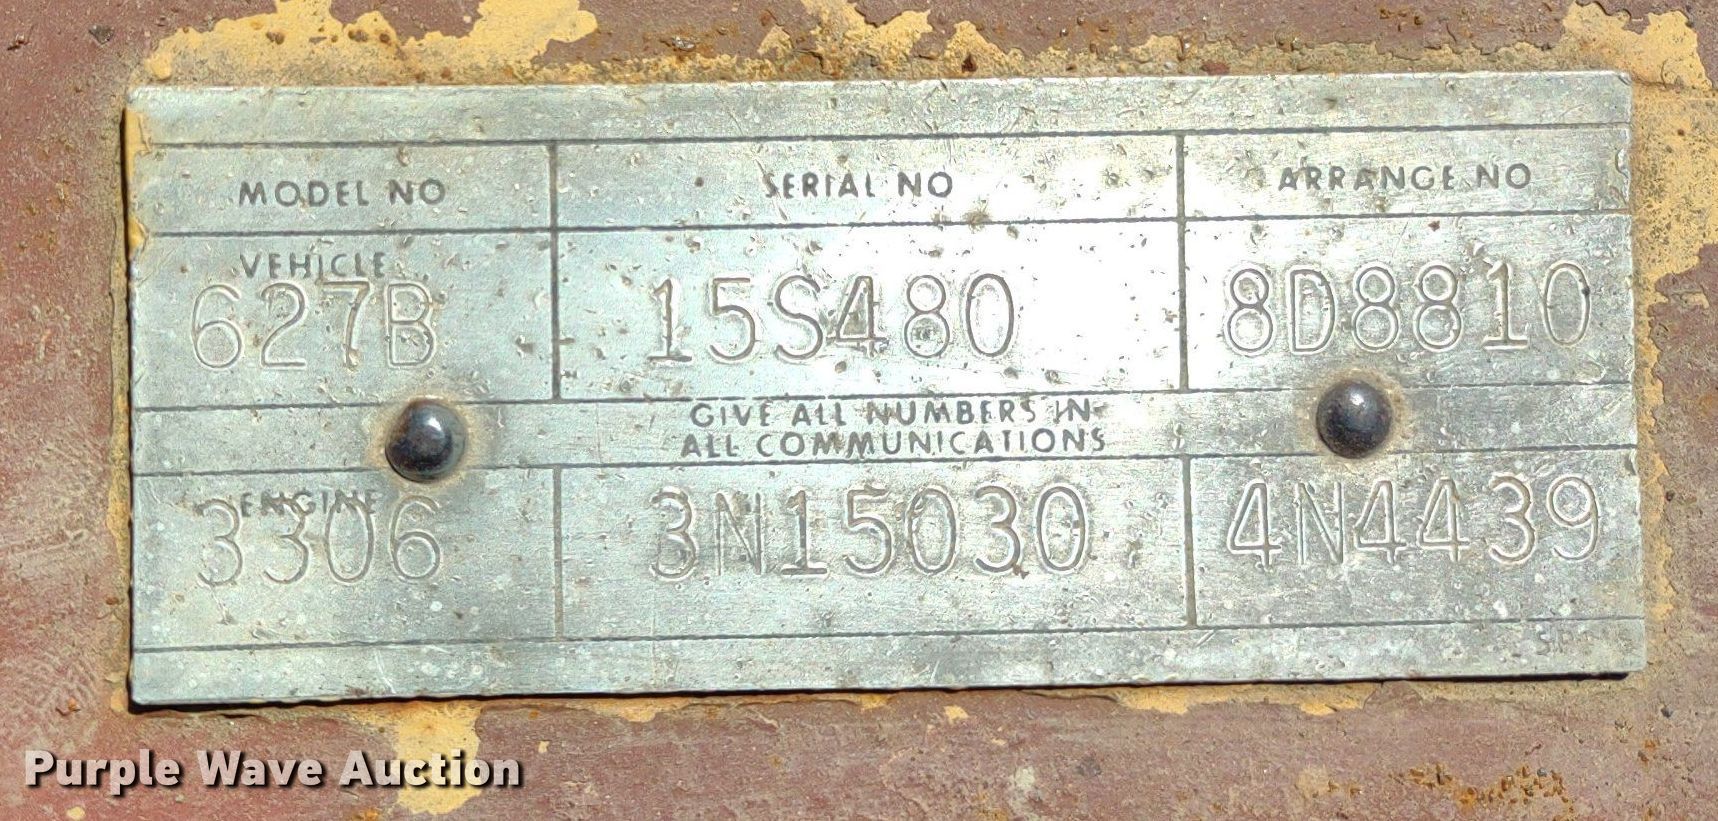 MODEL NO SERIAL NO ARRANGE NO
VEHICLE
627B 15S480 8D8810
GIVE ALL NUMBERS IN
ALL COMMUNICATIONS
ENGINE
3306 3N15030 4N4439
Purple Wave Auction